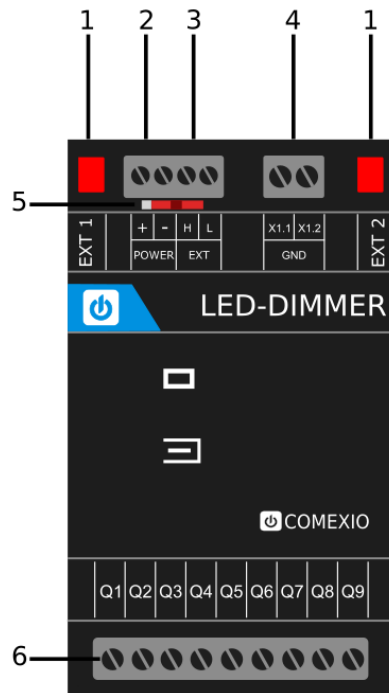 1 2 3 4 1
5
EXT 1
+ - H L
POWER EXT
X1.1 X1.2
GND
EXT 2
LED-DIMMER
COMEXIO
Q1 Q2 Q3 Q4 Q5 Q6 Q7 Q8 Q9
6